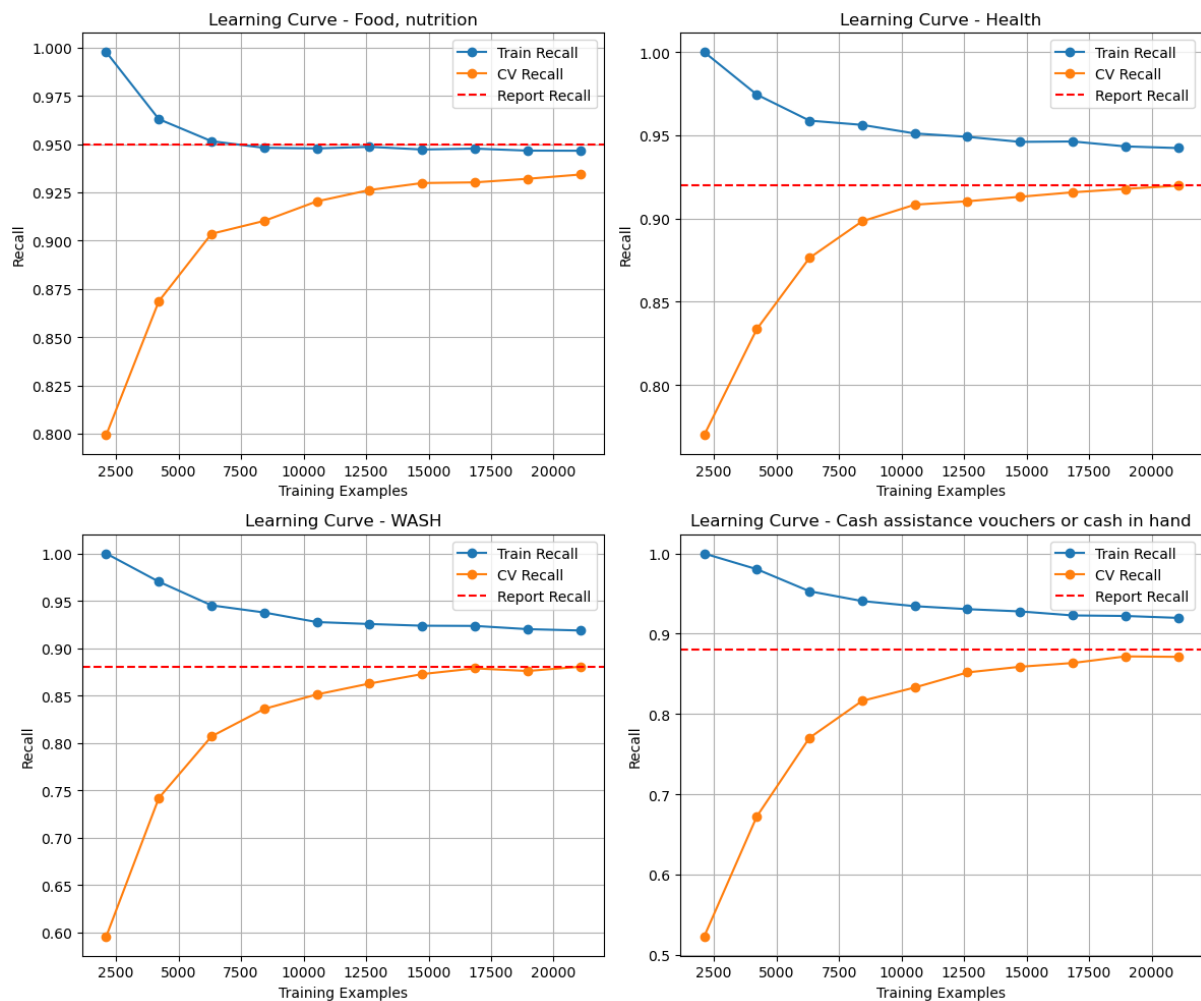 Learning Curve - Food, nutrition
1.000
0.975
0.950
0.925
0.900
0.875
0.850
0.825
0.800
Recall
Train Recall
CV Recall
Report Recall
2500 5000 7500 10000 12500 15000 17500 20000
Training Examples
Learning Curve - Health
1.00
0.95
0.90
0.80
Recall
Train Recall
CV Recall
Report Recall
2500 5000 7500 10000 12500 15000 17500 20000
Training Examples
Learning Curve - WASH
1.00
0.95
0.90
0.85
0.80
0.75
0.70
0.65
0.60
Recall
Train Recall
CV Recall
Report Recall
2500 5000 7500 10000 12500 15000 17500 20000
Training Examples
Learning Curve - Cash assistance vouchers or cash in hand
1.0
0.9
0.8
0.7
0.6
0.5
Recall
Train Recall
CV Recall
Report Recall
2500 5000 7500 10000 12500 15000 17500 20000
Training Examples